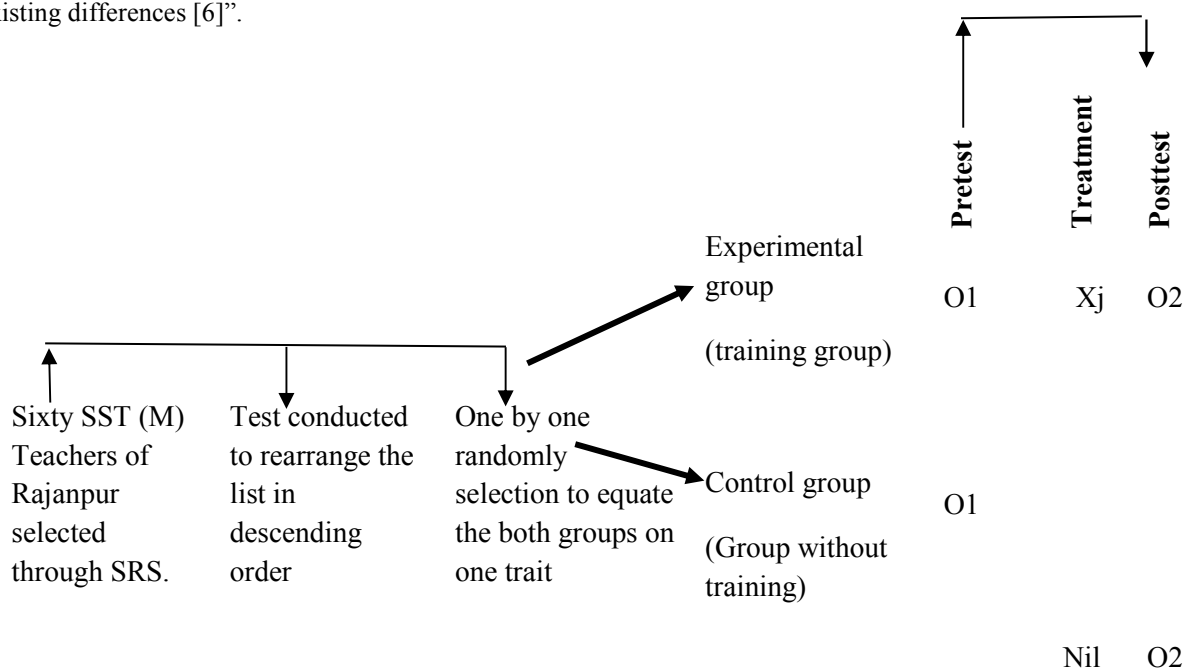 isting differences [6]”.
Pretest
Treatment
Posttest
Experimental
group
(training group)
O1 Xj O2
Sixty SST (M)
Teachers of
Rajanpur
selected
through SRS.
Test conducted
to rearrange the
list in
descending
order
One by one
randomly
selection to equate
the both groups on
one trait
Control group
(Group without
training)
O1
Nil O2